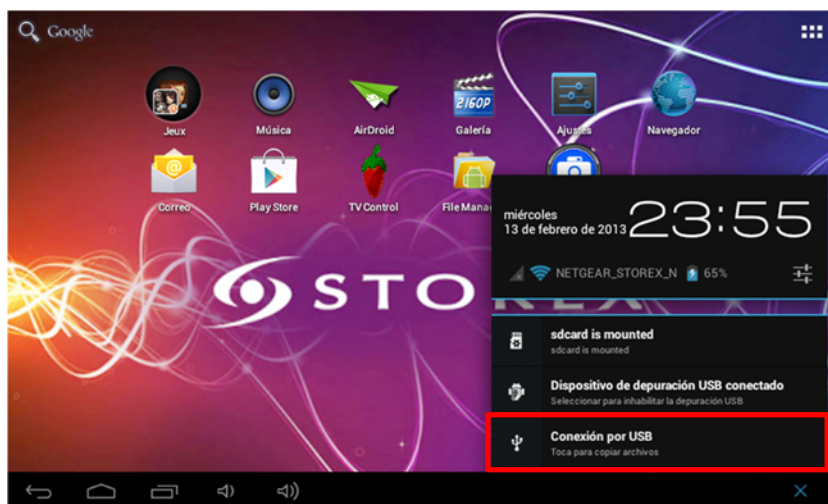 Google
Jeux
Música
AirDroid
2160P
Galería
Ajustes
Navegador
Correo
Play Store
TV Control
File Mana
miércoles
13 de febrero de 2013
23:55
NETGEAR_STOREX_N
65%
STO
sdcard is mounted
sdcard is mounted
Dispositivo de depuración USB conectado
Seleccionar para inhabilitar la depuración USB
Conexión por USB
Toca para copiar archivos